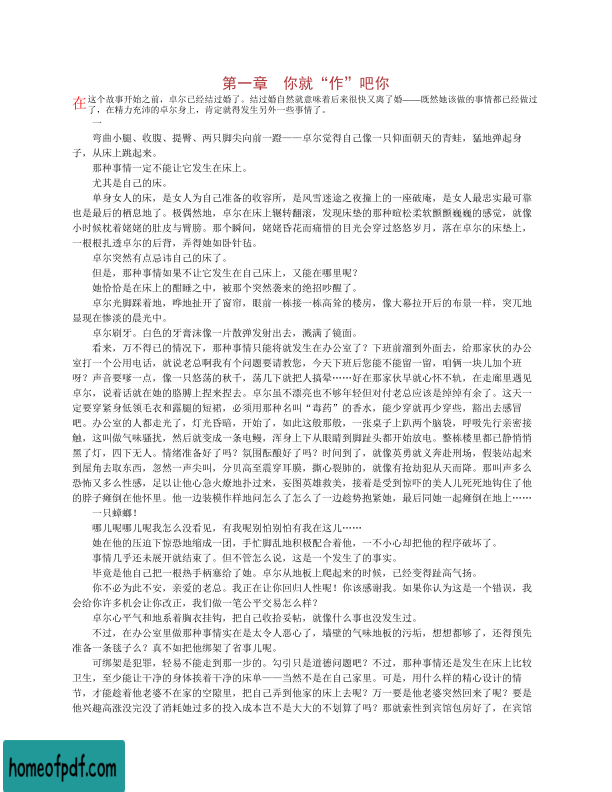 第一章　你就“作”吧你
在这个故事开始之前，卓尔已经结过婚了。结过婚自然就意味着后来很快又离了婚——既然她该做的事情都已经做过
了，在精力充沛的卓尔身上，肯定就得发生另外一些事情了。
一
弯曲小腿、收腹、提臀、两只脚尖向前一蹬——卓尔觉得自己像一只仰面朝天的青蛙，猛地弹起身
子，从床上跳起来。
那种事情一定不能让它发生在床上。
尤其是自己的床。
单身女人的床，是女人为自己准备的收容所，是风雪迷途之夜撞上的一座破庵，是女人最忠实最可靠
也是最后的栖息地了。极偶然地，卓尔在床上辗转翻滚，发现床垫的那种暄松柔软颤颤巍巍的感觉，就像
小时候枕着姥姥的肚皮与臂膀。那个瞬间，姥姥昏花而痛惜的目光会穿过悠悠岁月，落在卓尔的床垫上，
一根根扎透卓尔的后背，弄得她如卧针毡。
卓尔突然有点忌讳自己的床了。
但是，那种事情如果不让它发生在自己床上，又能在哪里呢？
她恰恰是在床上的酣睡之中，被那个突然袭来的绝招吵醒了。
卓尔光脚踩着地，哗地扯开了窗帘，眼前一栋接一栋高耸的楼房，像大幕拉开后的布景一样，突兀地
显现在惨淡的晨光中。
卓尔刷牙。白色的牙膏沫像一片散弹发射出去，溅满了镜面。
看来，万不得已的情况下，那种事情只能将就发生在办公室了？下班前溜到外面去，给那家伙的办公
室打一个公用电话，就说老总啊我有个问题要请教您，今天下班后您能不能留一留，咱俩一块儿加个班
呀？声音要嗲一点，像一只悠荡的秋千，荡几下就把人搞晕……好在那家伙早就心怀不轨，在走廊里遇见
卓尔，说着话就在她的胳膊上捏来捏去。卓尔虽不漂亮也不够年轻但对付老总应该是绰绰有余了。这天一
定要穿紧身低领毛衣和露腿的短裙，必须用那种名叫“毒药”的香水，能少穿就再少穿些，豁出去感冒
吧。办公室的人都走光了，灯光昏暗，开始了，如此这般那般，一张桌子上趴两个脑袋，呼吸先行亲密接
触，这叫做气味骚扰，然后就变成一条电鳗，浑身上下从眼睛到脚趾头都开始放电。整栋楼里都已静悄悄
黑了灯，四下无人。情绪准备好了吗？氛围酝酿好了吗？时间到了，就像英勇就义奔赴刑场，假装站起来
到屋角去取东西，忽然一声尖叫，分贝高至震穿耳膜，撕心裂肺的，就像有抢劫犯从天而降。那叫声多么
恐怖又多么性感，足以让他心急火燎地扑过来，妄图英雄救美，接着是受到惊吓的美人儿死死地钩住了他
的脖子瘫倒在他怀里。他一边装模作样地问怎么了怎么了一边趁势抱紧她，最后同她一起瘫倒在地上……
一只蟑螂！
哪儿呢哪儿呢我怎么没看见，有我呢别怕别怕有我在这儿……
她在他的压迫下惊恐地缩成一团，手忙脚乱地积极配合着他，一不小心却把他的程序破坏了。
事情几乎还未展开就结束了。但不管怎么说，这是一个发生了的事实。
毕竟是他自己把一根热手柄塞给了她。卓尔从地板上爬起来的时候，已经变得趾高气扬。
你不必为此不安，亲爱的老总。我正在让你回归人性呢！你该感谢我。如果你认为这是一个错误，我
会给你许多机会让你改正，我们做一笔公平交易怎么样？
卓尔心平气和地系着胸衣挂钩，把自己收拾妥帖，就像什么事也没发生过。
不过，在办公室里做那种事情实在是太令人恶心了，墙壁的气味地板的污垢，想想都够了，还得预先
准备一条毯子么？真不如把他绑架了省事儿呢。
可绑架是犯罪，轻易不能走到那一步的。勾引只是道德问题吧？不过，那种事情还是发生在床上比较
卫生，至少能让干净的身体挨着干净的床单——当然不是在自己家里。可是，用什么样的精心设计的情
节，才能趁着他老婆不在家的空隙里，把自己弄到他家的床上去呢？万一要是他老婆突然回来了呢？要是
他兴趣高涨没完没了消耗她过多的投入成本岂不是大大的不划算了吗？那就索性到宾馆包房好了，在宾馆
homeofpdf.com